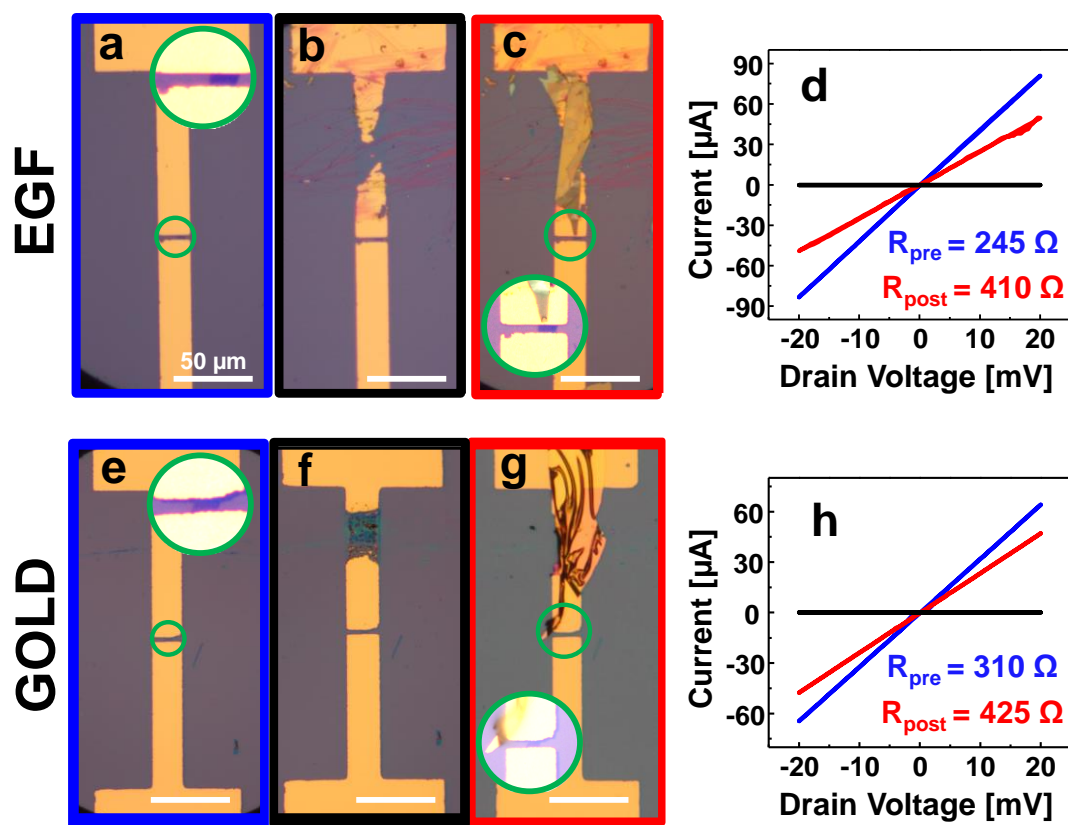 EGF
a
50 µm
b
c
d
Current [µA]
90
60
30
0
-30
-60
-90
R_pre = 245 Ω
R_post = 410 Ω
-20 -10 0 10 20
Drain Voltage [mV]
GOLD
e
f
g
h
Current [µA]
60
30
0
-30
-60
R_pre = 310 Ω
R_post = 425 Ω
-20 -10 0 10 20
Drain Voltage [mV]